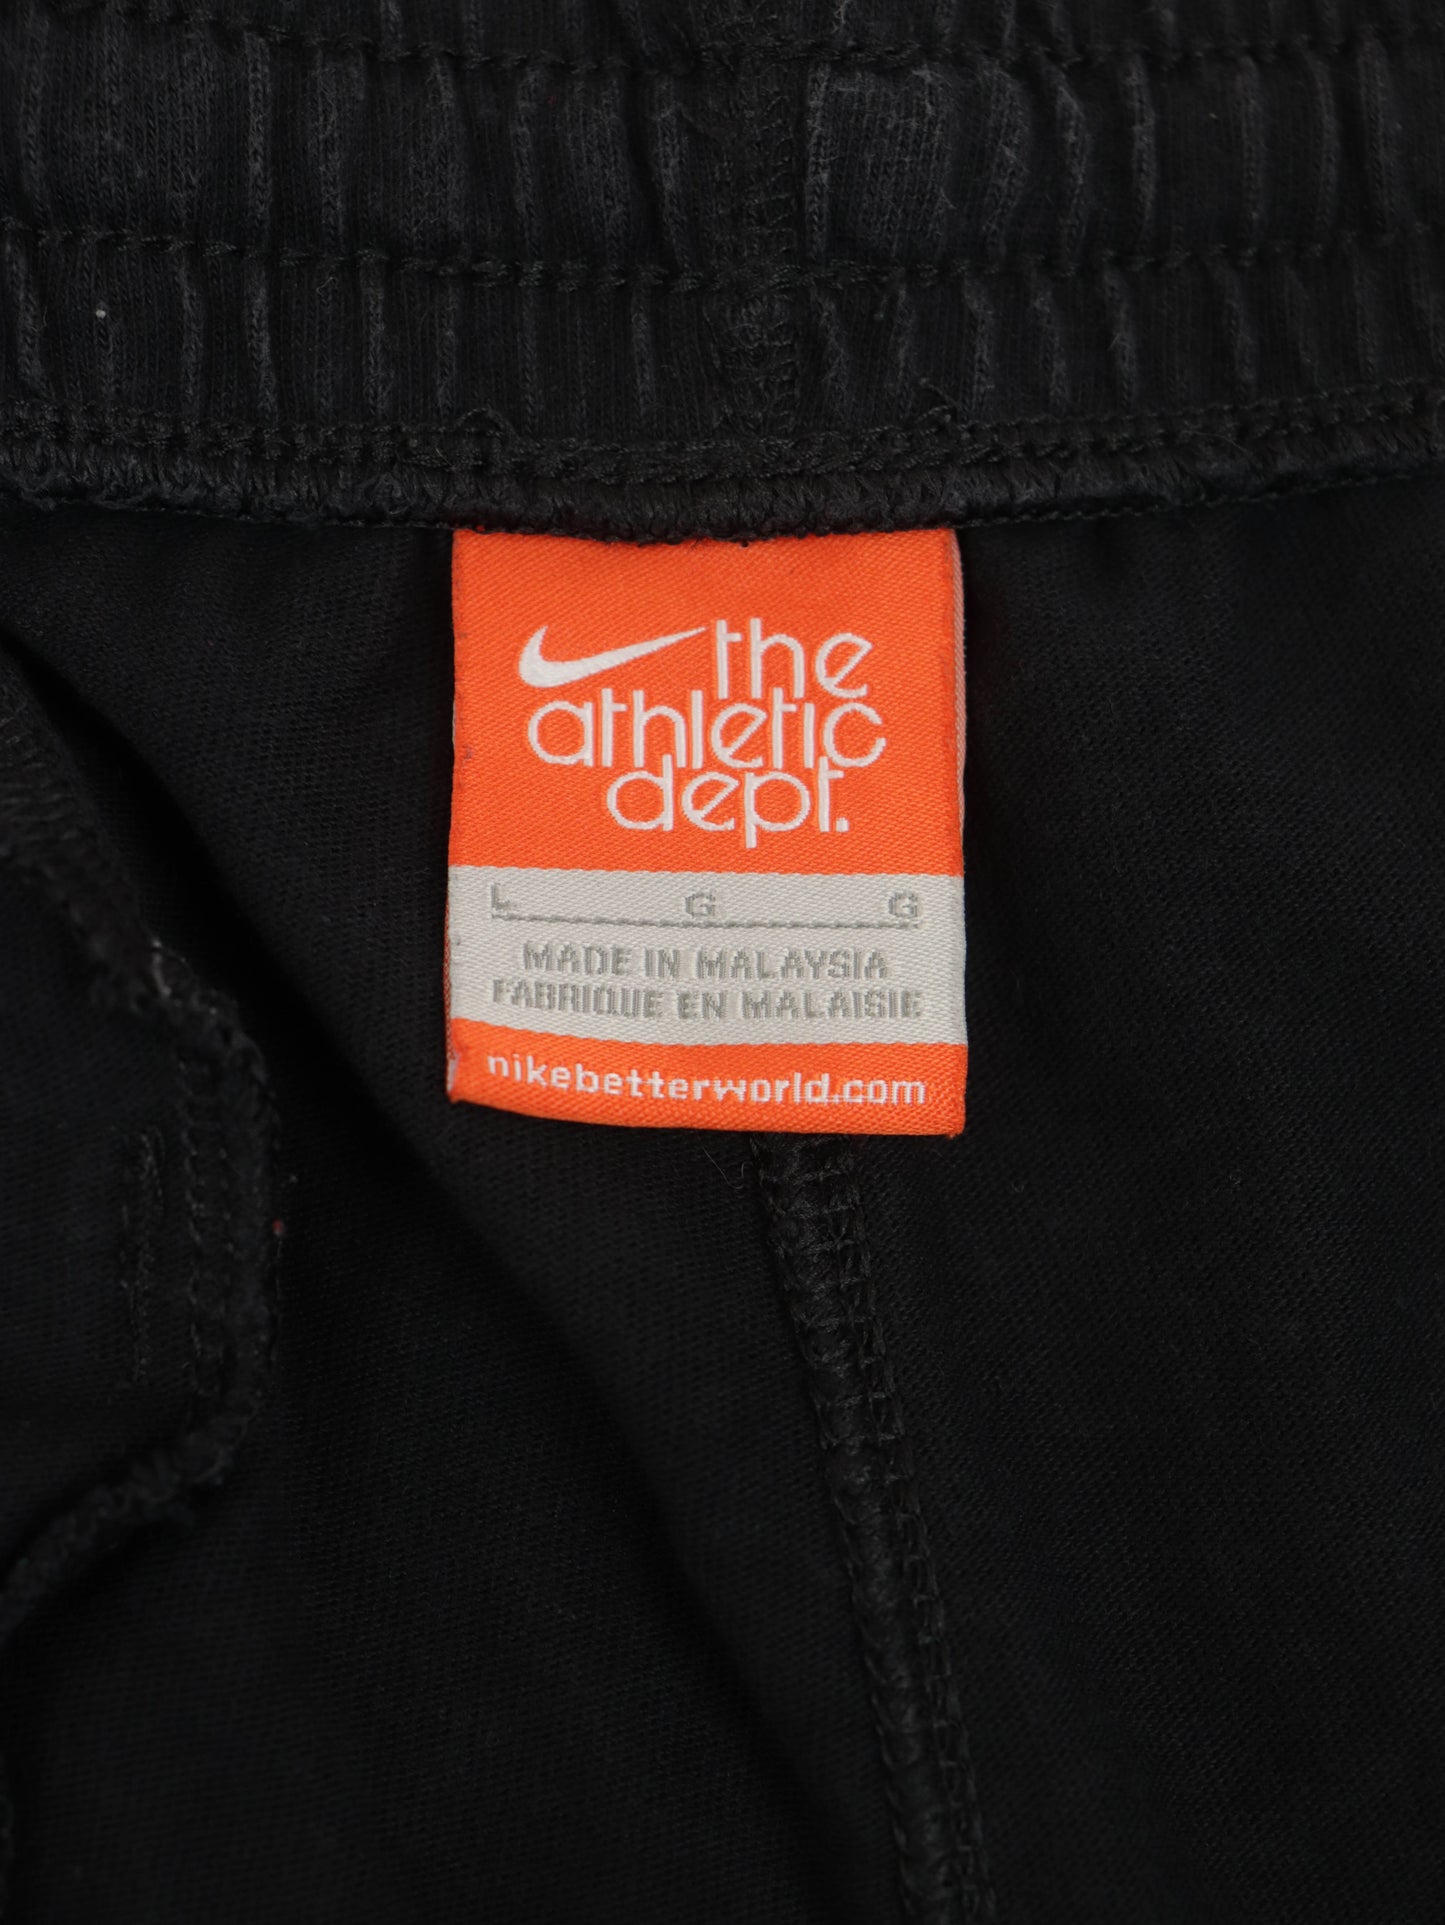 the
athletic
dept.
L G G
MADE IN MALAYSIA
FABRIQUE EN MALAISIE
nikebetterworld.com